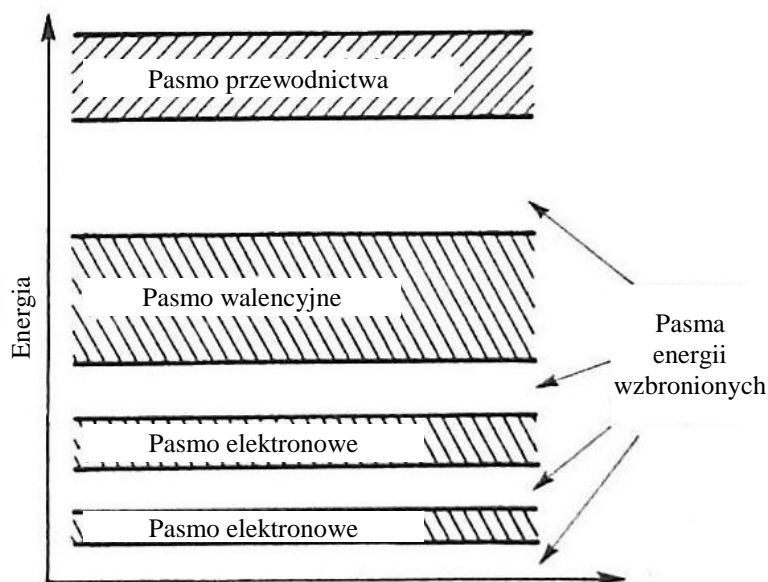 Pasmo przewodnictwa
Energia
Pasmo walencyjne
Pasma
energii
wzbronionych
Pasmo elektronowe
Pasmo elektronowe